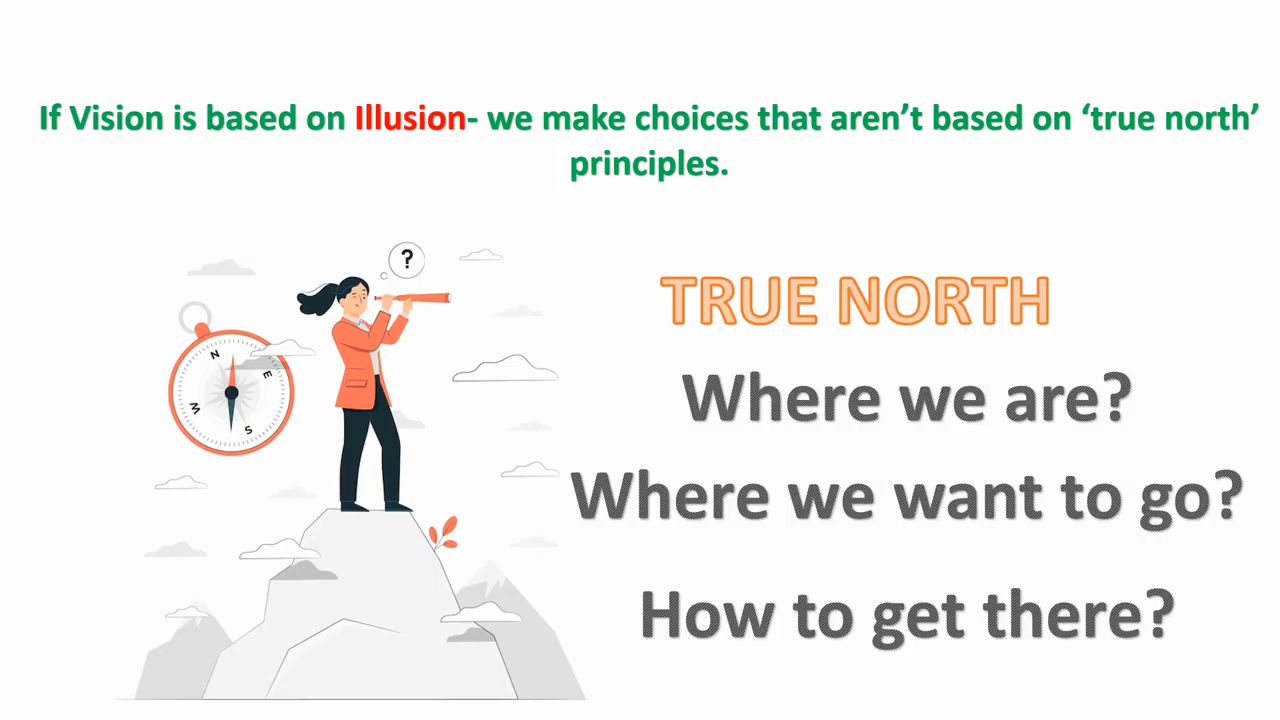 If Vision is based on Illusion- we make choices that aren’t based on ‘true north’
principles.
?
TRUE NORTH
Where we are?
Where we want to go?
How to get there?
N
E
S
W